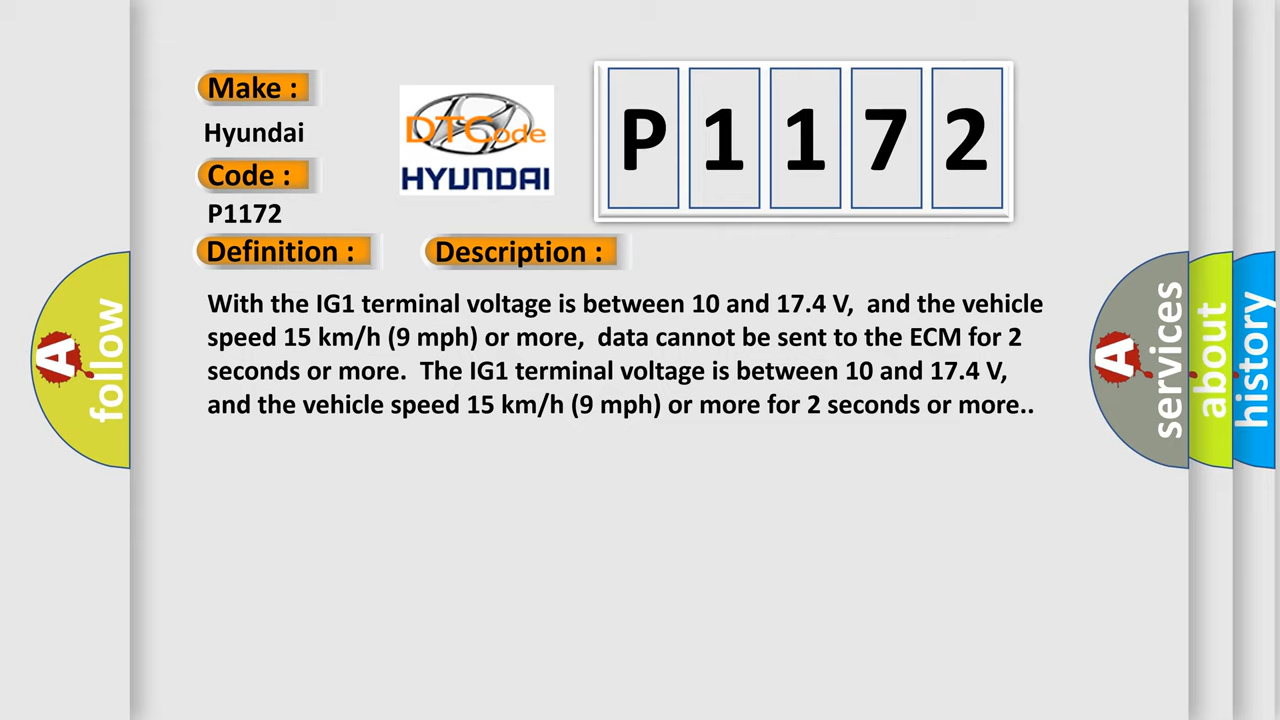 Make :
Hyundai
Code :
P1172
Definition :
Description :
DTCode
HYUNDAI
P 1 1 7 2
With the IG1 terminal voltage is between 10 and 17.4 V,  and the vehicle
speed 15 km/h (9 mph) or more,  data cannot be sent to the ECM for 2
seconds or more.  The IG1 terminal voltage is between 10 and 17.4 V,
and the vehicle speed 15 km/h (9 mph) or more for 2 seconds or more..
A
follow
A
services
about
history